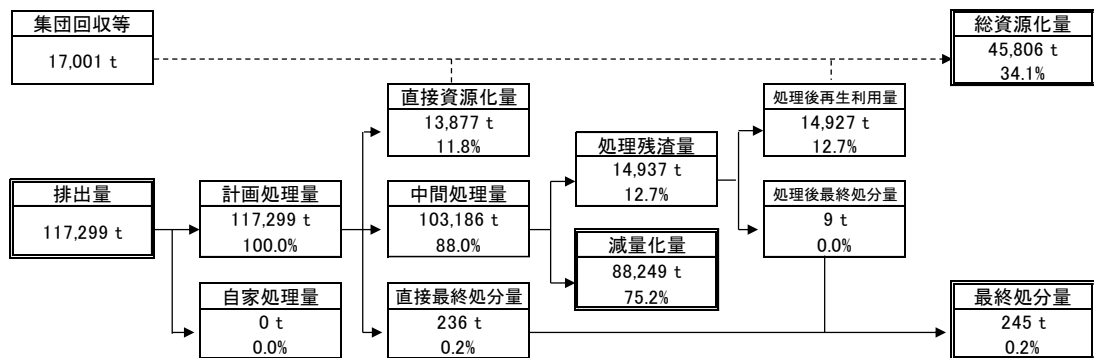 集団回収等
17,001 t
総資源化量
45,806 t
34.1%
直接資源化量
13,877 t
11.8%
処理後再生利用量
14,927 t
12.7%
処理残渣量
14,937 t
12.7%
排出量
117,299 t
計画処理量
117,299 t
100.0%
中間処理量
103,186 t
88.0%
処理後最終処分量
9 t
0.0%
減量化量
88,249 t
75.2%
自家処理量
0 t
0.0%
直接最終処分量
236 t
0.2%
最終処分量
245 t
0.2%